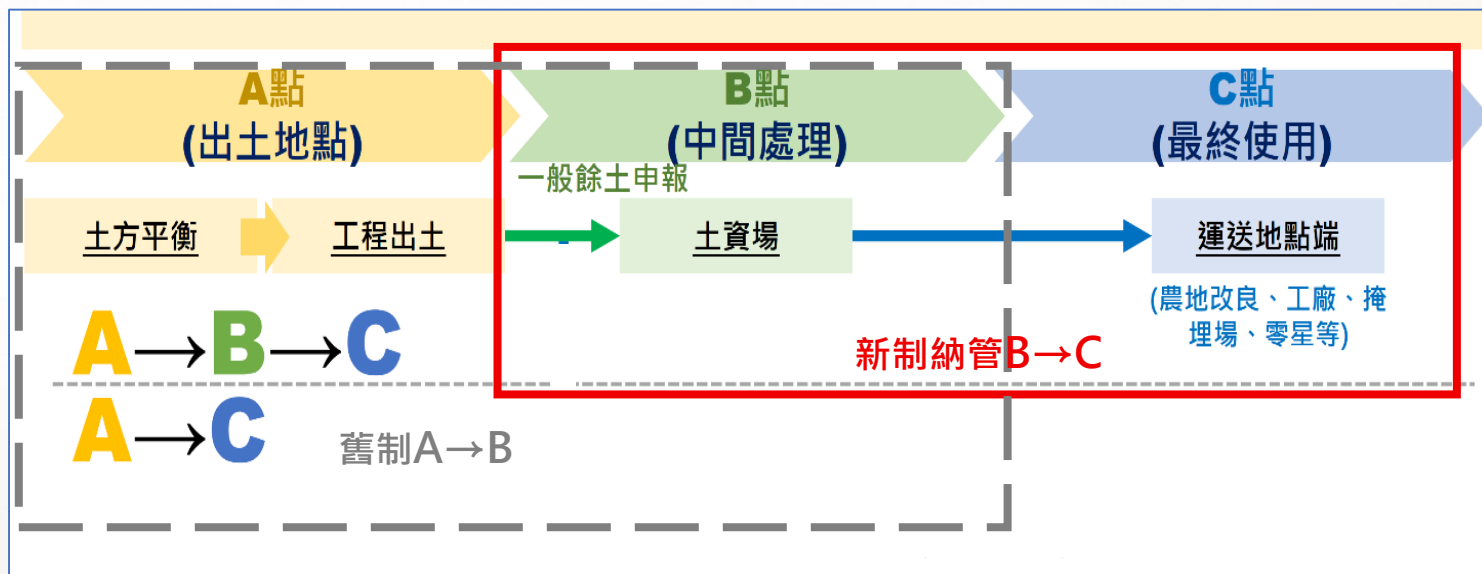 A點
(出土地點)
B點
(中間處理)
C點
(最終使用)
一般餘土申報
土方平衡
工程出土
土資場
運送地點端
(農地改良、工廠、掩
埋場、零星等)
A→B→C
新制納管B→C
A→C
舊制A→B